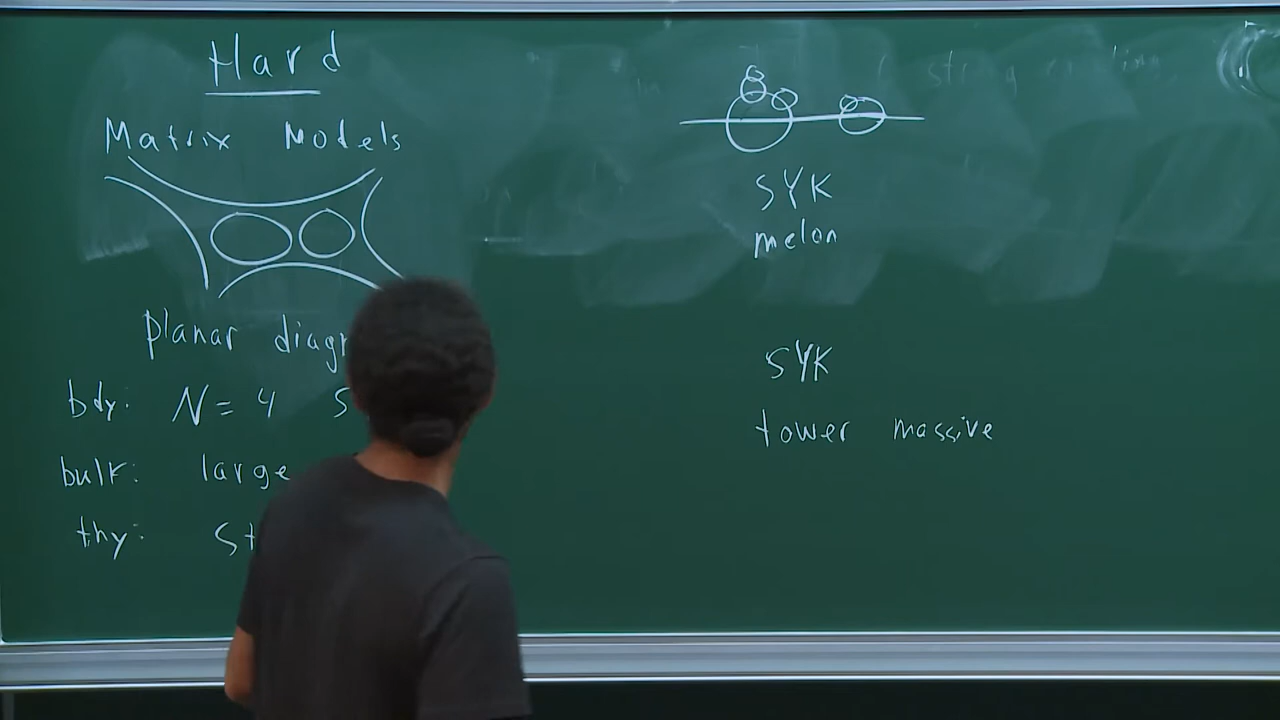 Hard
Matrix Models
planar diagr
bdy: N = 4 S
bulk: large
thy: St
SYK
melon
SYK
tower massive